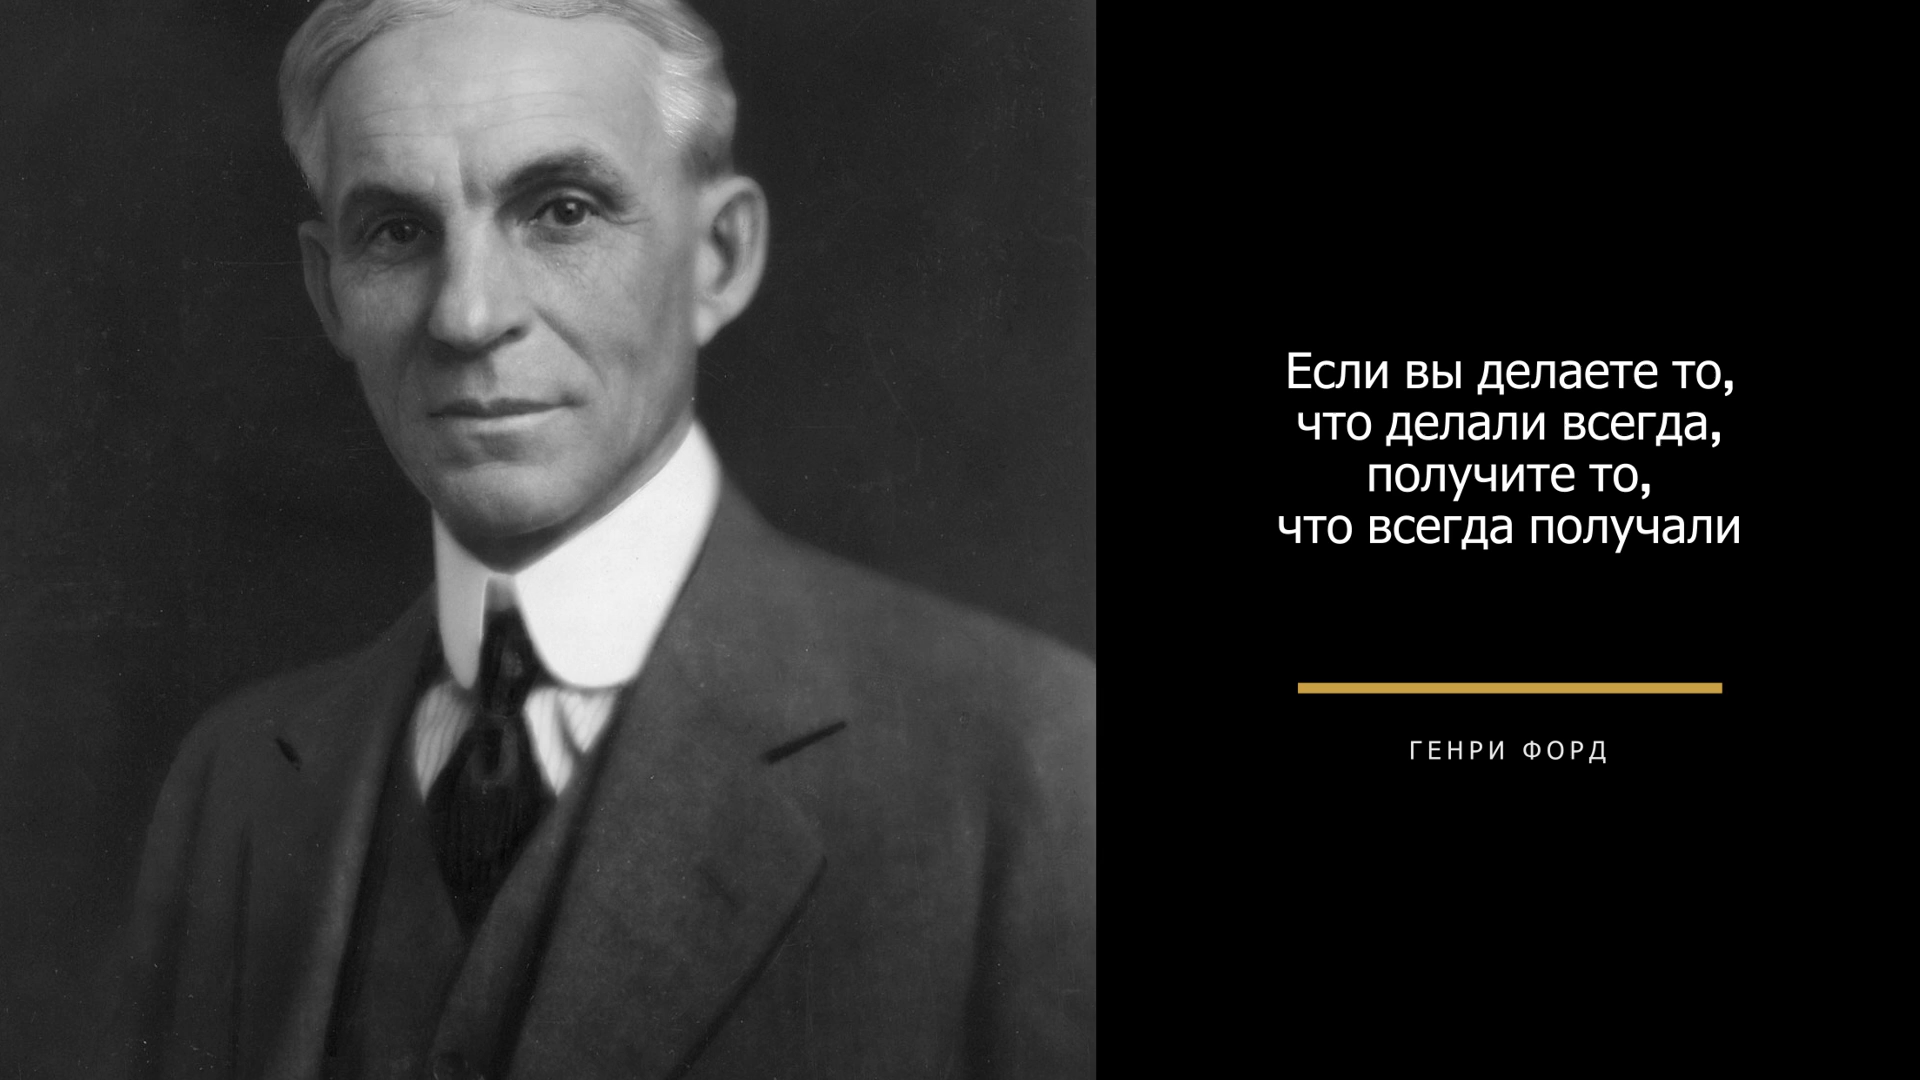 Если вы делаете то,
что делали всегда,
получите то,
что всегда получали
ГЕНРИ ФОРД